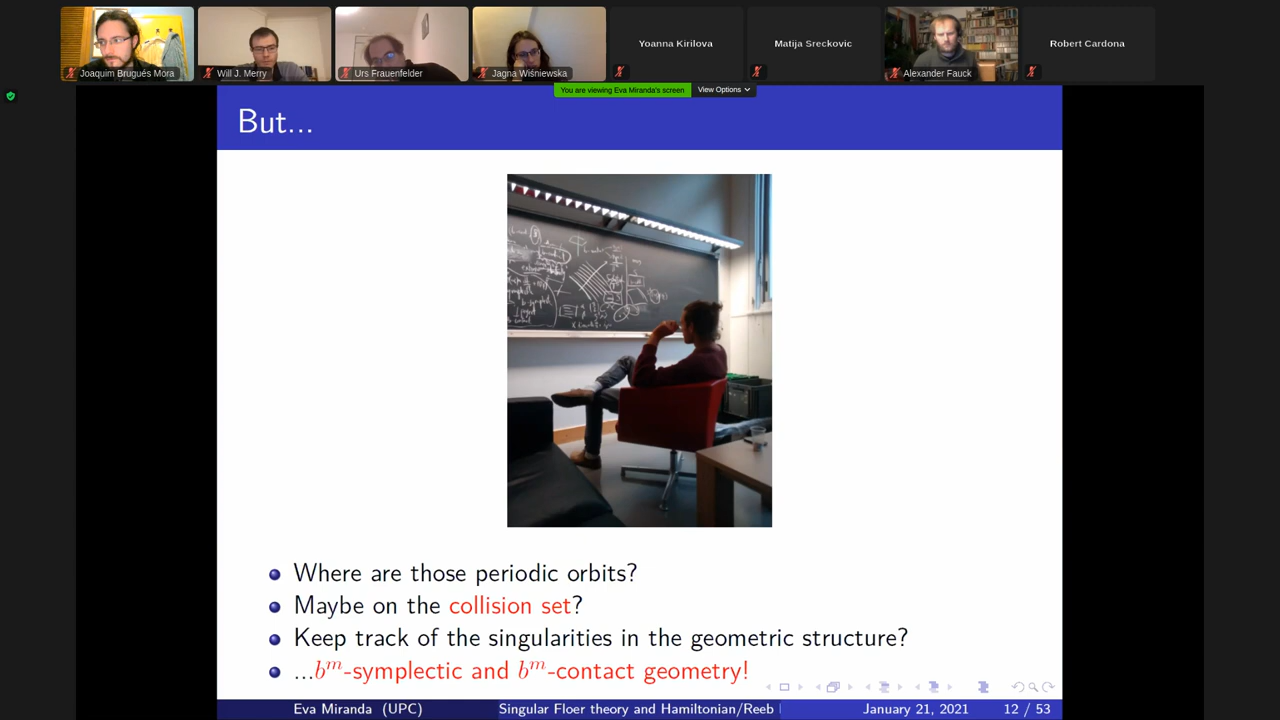 Joaquim Brugués Mora
Will J. Merry
Urs Frauenfelder
Jagna Wiśniewska
Yoanna Kirilova
Matija Sreckovic
Alexander Fauck
Robert Cardona
You are viewing Eva Miranda's screen
View Options
But...
Where are those periodic orbits?
Maybe on the collision set?
Keep track of the singularities in the geometric structure?
...b^m-symplectic and b^m-contact geometry!
Eva Miranda (UPC)
Singular Floer theory and Hamiltonian/Reeb
January 21, 2021
12 / 53